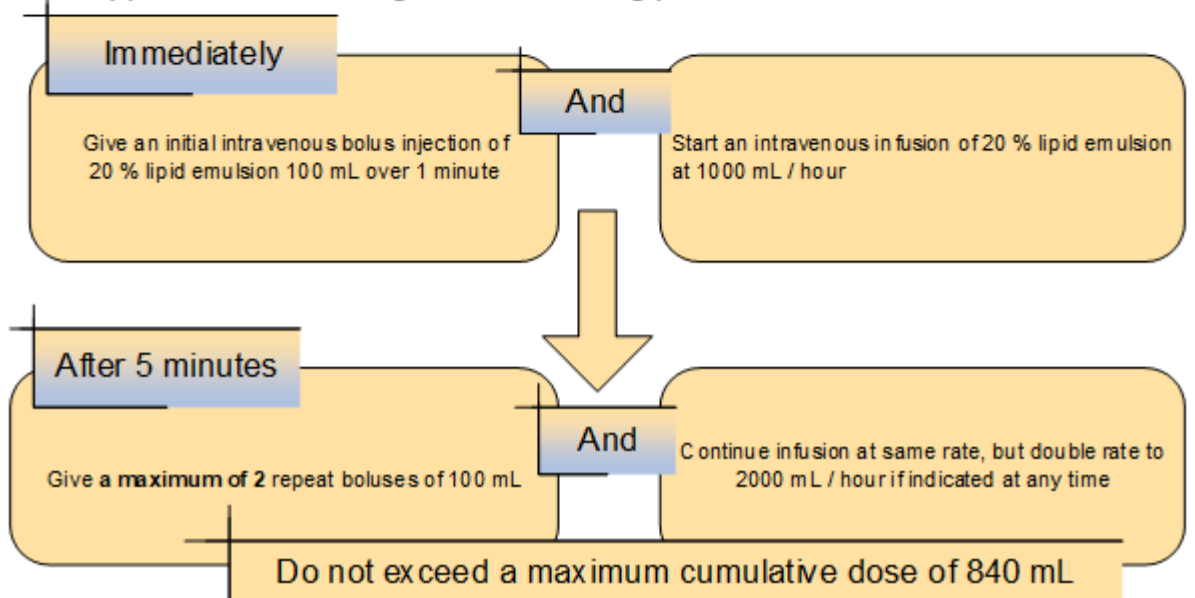 Immediately
And
Give an initial intravenous bolus injection of
20 % lipid emulsion 100 mL over 1 minute
Start an intravenous infusion of 20 % lipid emulsion
at 1000 mL / hour
After 5 minutes
And
Give a maximum of 2 repeat boluses of 100 mL
Continue infusion at same rate, but double rate to
2000 mL / hour if indicated at any time
Do not exceed a maximum cumulative dose of 840 mL